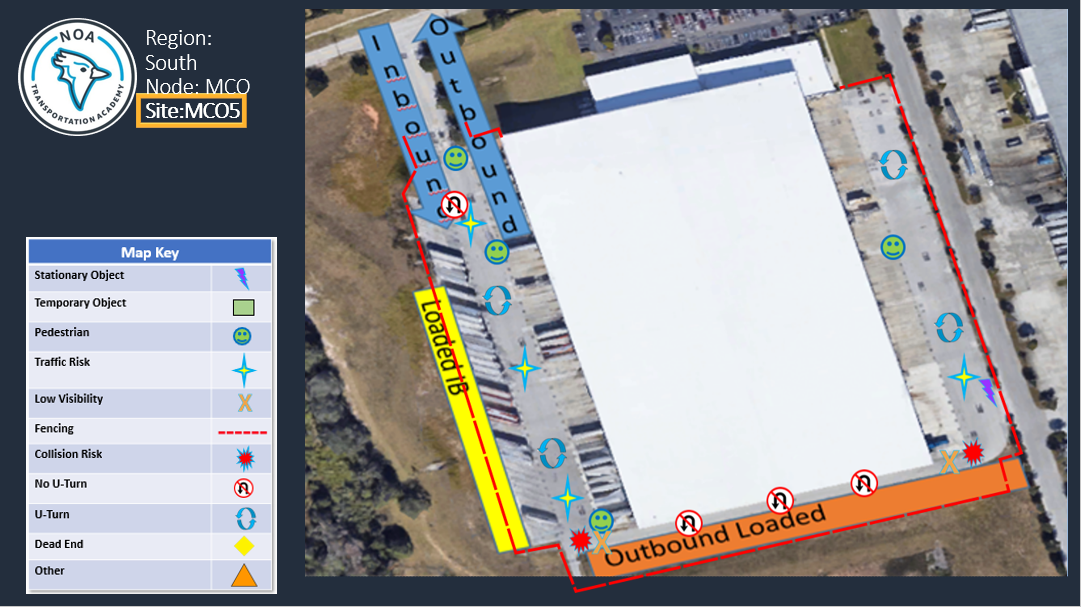 NOA
TRANSPORTATION ACADEMY
Region:
South
Node: MCO
Site:MCO5
Map Key
Stationary Object
Temporary Object
Pedestrian
Traffic Risk
Low Visibility
Fencing
Collision Risk
No U-Turn
U-Turn
Dead End
Other
Inbound
Outbound
Loaded IB
Outbound Loaded